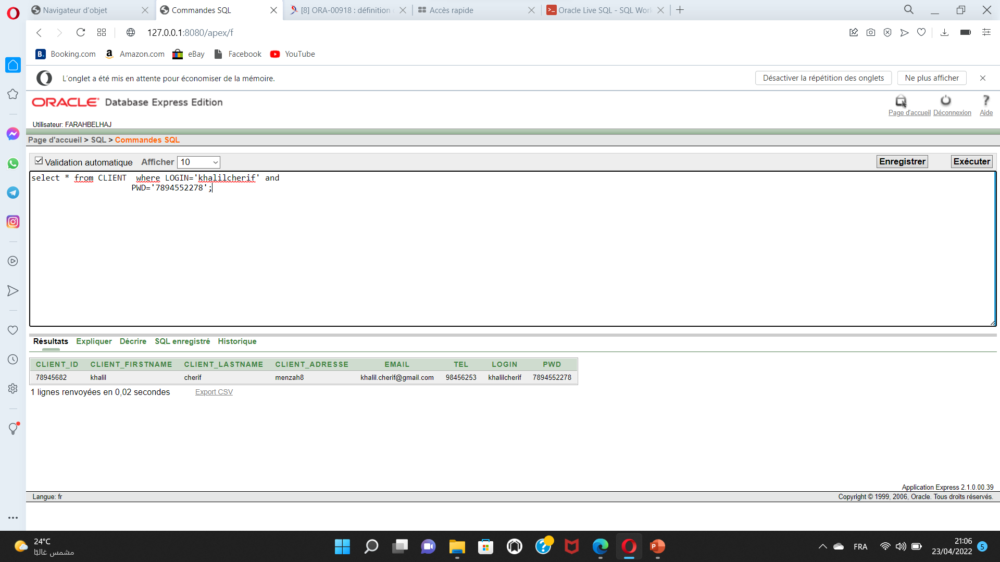 Navigateur d'objet
Commandes SQL
[8] ORA-00918 : définition
Accès rapide
Oracle Live SQL - SQL Work
127.0.0.1:8080/apex/f
Booking.com
Amazon.com
eBay
Facebook
YouTube
L'onglet a été mis en attente pour économiser de la mémoire.
Désactiver la répétition des onglets
Ne plus afficher
ORACLE Database Express Edition
Page d'accueil Déconnexion Aide
Utilisateur: FARAHBELHAJ
Page d'accueil > SQL > Commandes SQL
Validation automatique Afficher 10
Enregistrer
Exécuter
select * from CLIENT  where LOGIN='khalilcherif' and
PWD='7894552278';
Résultats Expliquer Décrire SQL enregistré Historique
CLIENT_ID CLIENT_FIRSTNAME CLIENT_LASTNAME CLIENT_ADRESSE EMAIL TEL LOGIN PWD
78945682 khalil cherif menzah8 khalil.cherif@gmail.com 98456253 khalilcherif 7894552278
1 lignes renvoyées en 0,02 secondes Export CSV
Application Express 2.1.0.00.39
Langue: fr
Copyright © 1999, 2006, Oracle. Tous droits réservés.
24°C
مشمس غالبًا
FRA
21:06
23/04/2022
5